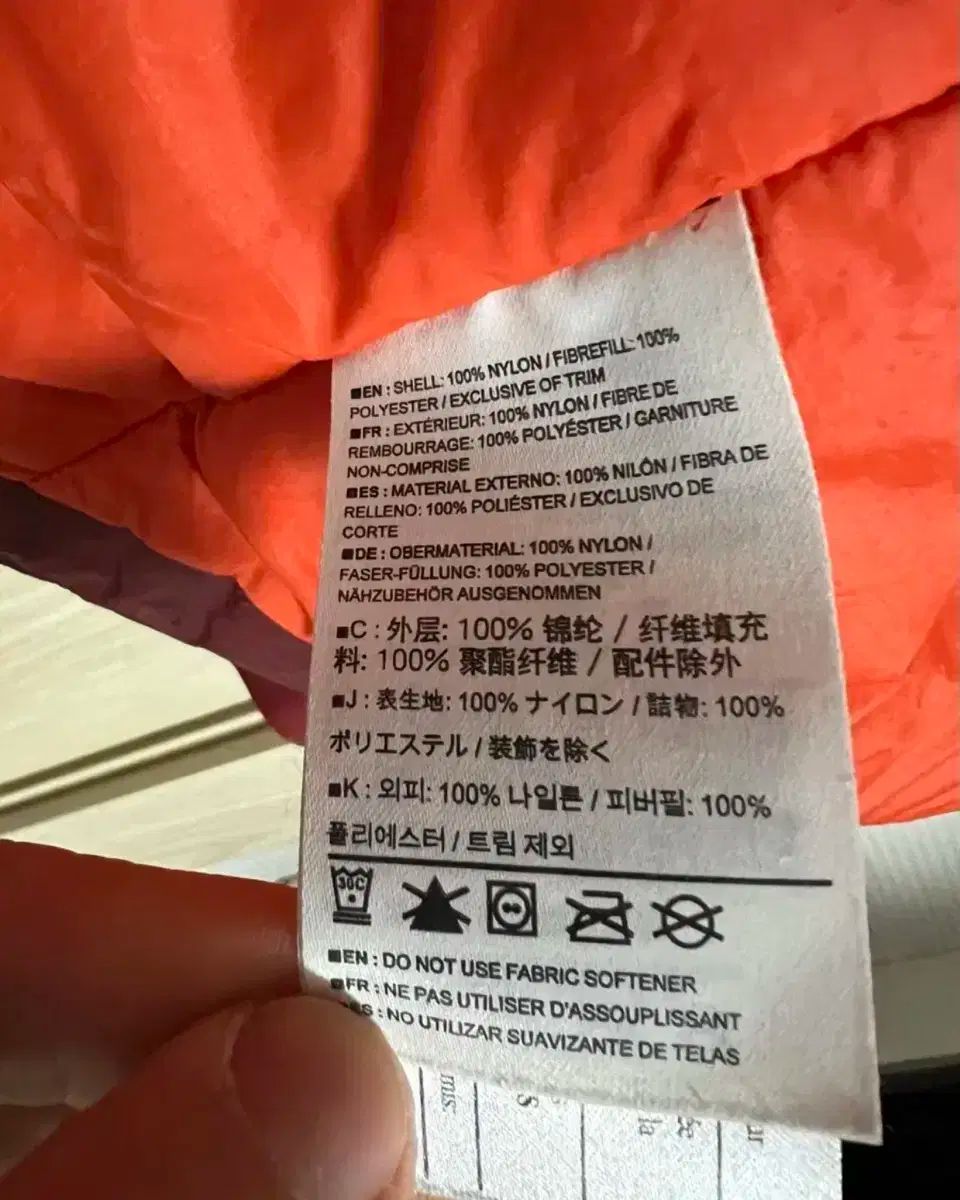 ■EN : SHELL: 100% NYLON / FIBREFILL: 100%
POLYESTER / EXCLUSIVE OF TRIM
■FR : EXTÉRIEUR: 100% NYLON / FIBRE DE
REMBOURRAGE: 100% POLYÉSTER / GARNITURE
NON-COMPRISE
■ES : MATERIAL EXTERNO: 100% NILÓN / FIBRA DE
RELLENO: 100% POLIÉSTER / EXCLUSIVO DE
CORTE
■DE : OBERMATERIAL: 100% NYLON /
FASER-FÜLLUNG: 100% POLYESTER /
NÄHZUBEHÖR AUSGENOMMEN
■C : 外层: 100% 锦纶 / 纤维填充
料: 100% 聚酯纤维 / 配件除外
■J : 表生地: 100% ナイロン / 詰物: 100%
ポリエステル / 装飾を除く
■K : 외피: 100% 나일론 / 피버필: 100%
폴리에스터 / 트림 제외
30C
■EN : DO NOT USE FABRIC SOFTENER
■FR : NE PAS UTILISER D'ASSOUPLISSANT
ES : NO UTILIZAR SUAVIZANTE DE TELAS